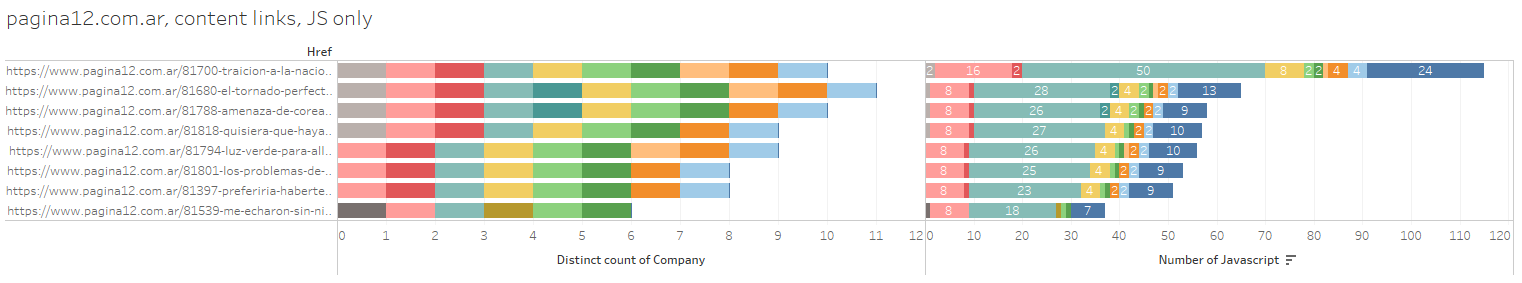 pagina12.com.ar, content links, JS only
Href
https://www.pagina12.com.ar/81700-traicion-a-la-nacio.. 2 16 2 50 8 2 2 4 4 24
https://www.pagina12.com.ar/81680-el-tornado-perfect.. 8 28 2 4 2 2 2 13
https://www.pagina12.com.ar/81788-amenaza-de-corea.. 8 26 2 4 2 2 2 9
https://www.pagina12.com.ar/81818-quisiera-que-haya.. 8 27 4 2 2 10
https://www.pagina12.com.ar/81794-luz-verde-para-all.. 8 26 4 2 2 10
https://www.pagina12.com.ar/81801-los-problemas-de-.. 8 25 4 2 2 9
https://www.pagina12.com.ar/81397-preferiria-haberte.. 8 23 4 2 2 9
https://www.pagina12.com.ar/81539-me-echaron-sin-ni.. 8 18 7
0 1 2 3 4 5 6 7 8 9 10 11 12 0 10 20 30 40 50 60 70 80 90 100 110 120
Distinct count of Company Number of Javascript